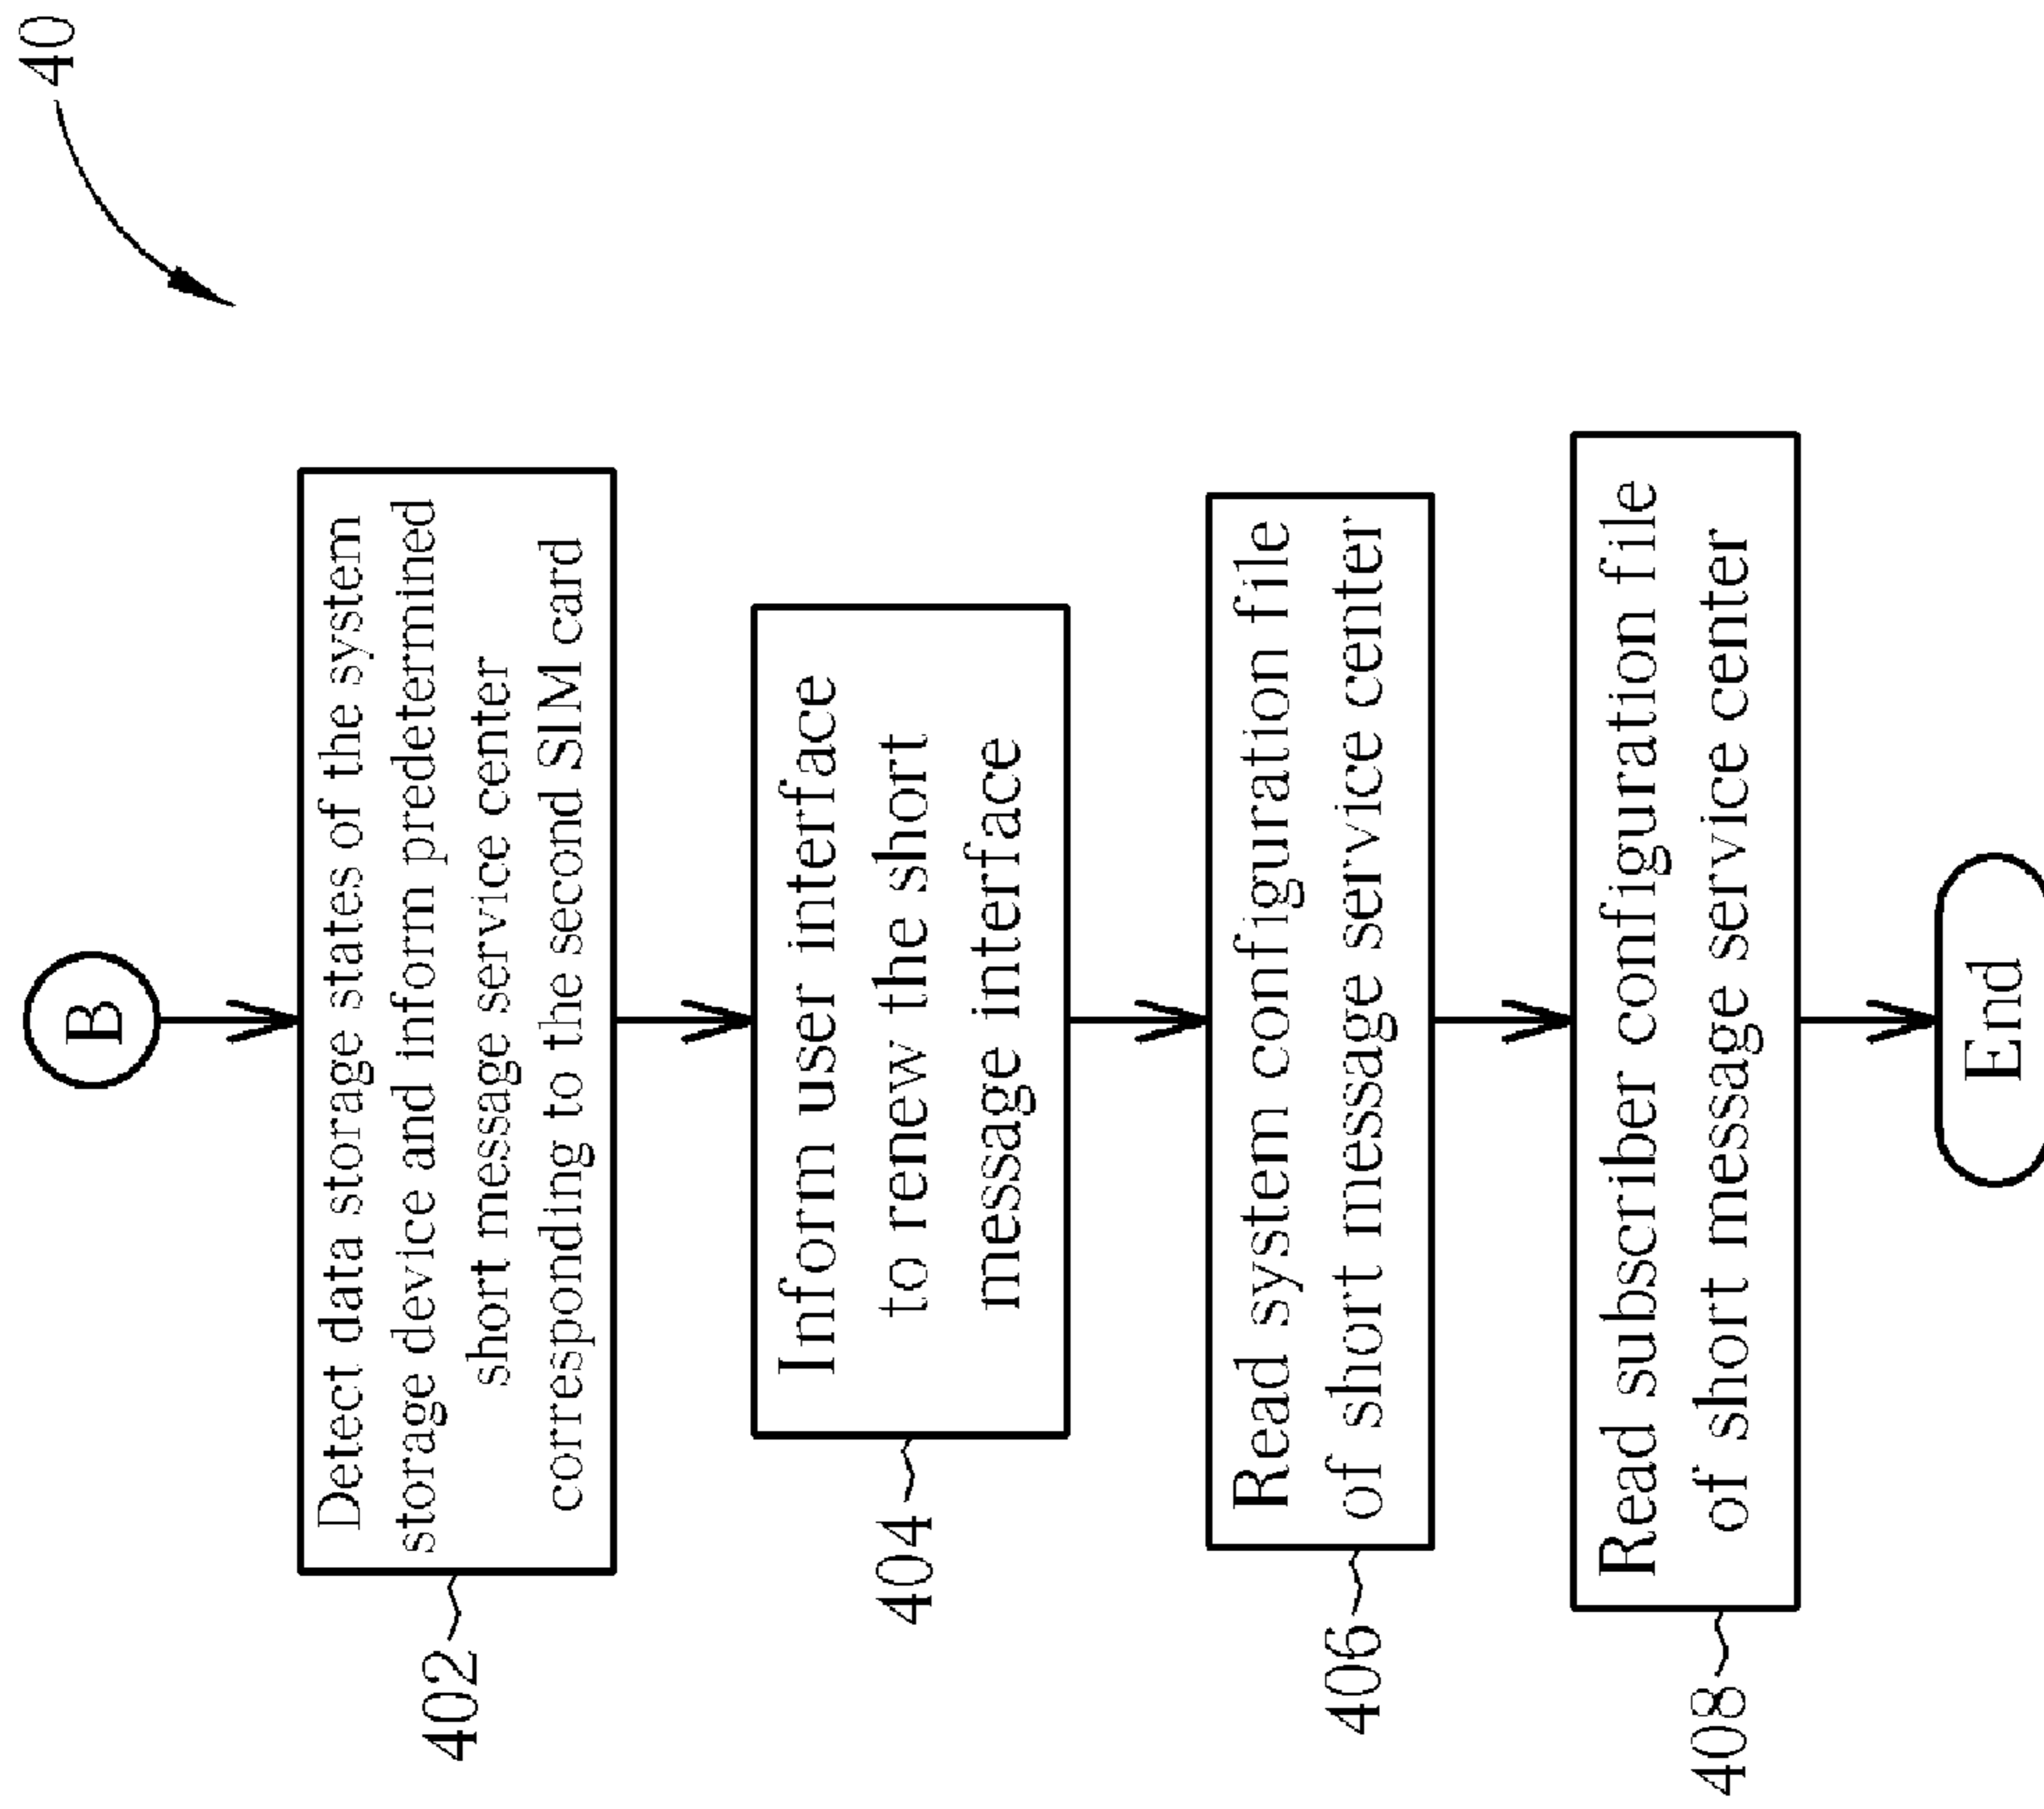 40
B
Detect data storage states of the system
storage device and inform predetermined
short message service center
corresponding to the second SIM card
402
Inform user interface
to renew the short
message interface
404
Read system configuration file
of short message service center
406
Read subscriber configuration file
of short message service center
408
End